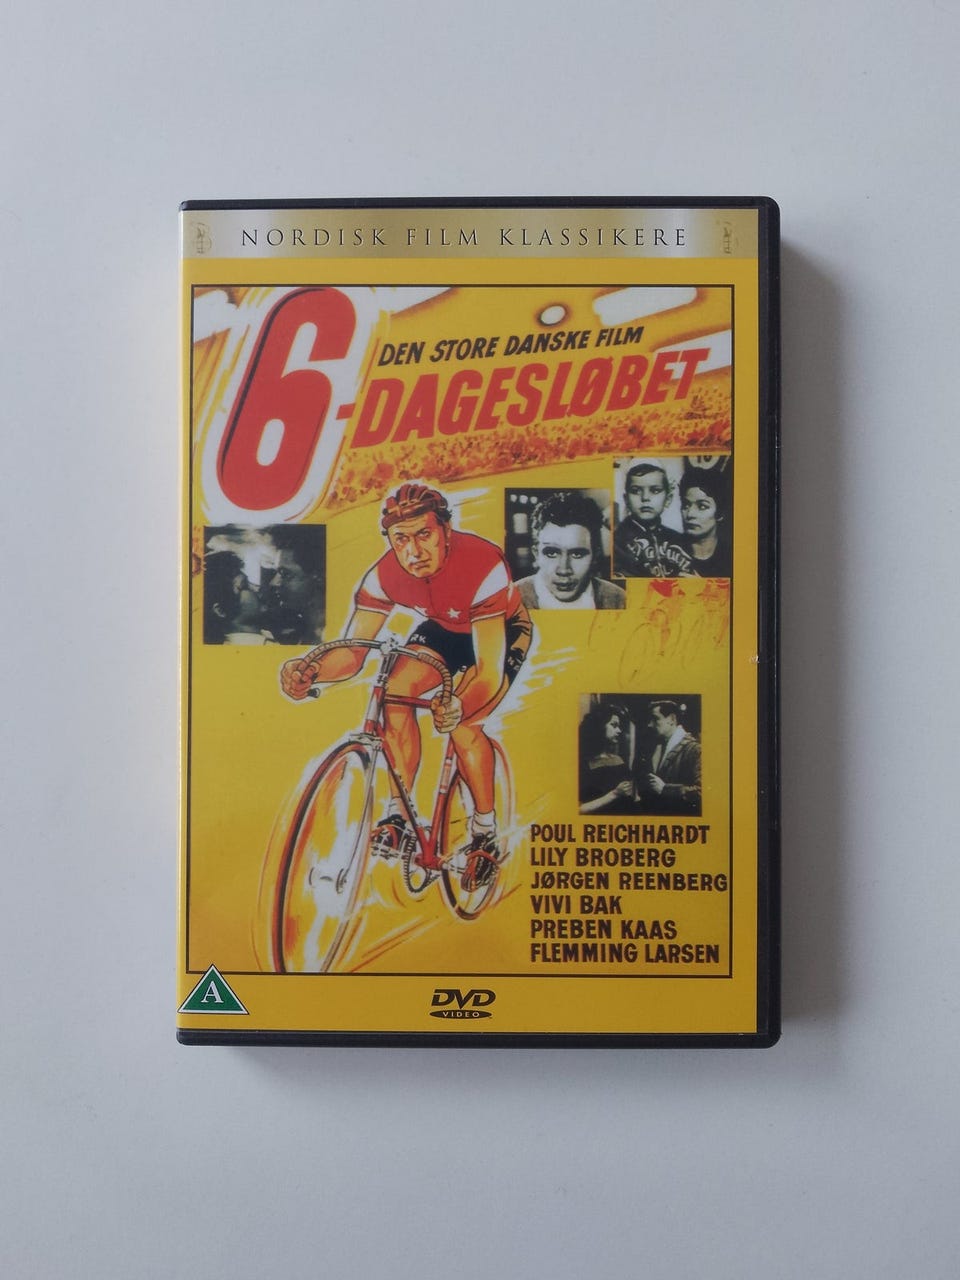 NORDISK FILM KLASSIKERE
DEN STORE DANSKE FILM
6-DAGESLØBET
POUL REICHHARDT
LILY BROBERG
JØRGEN REENBERG
VIVI BAK
PREBEN KAAS
FLEMMING LARSEN
A
DVD
VIDEO